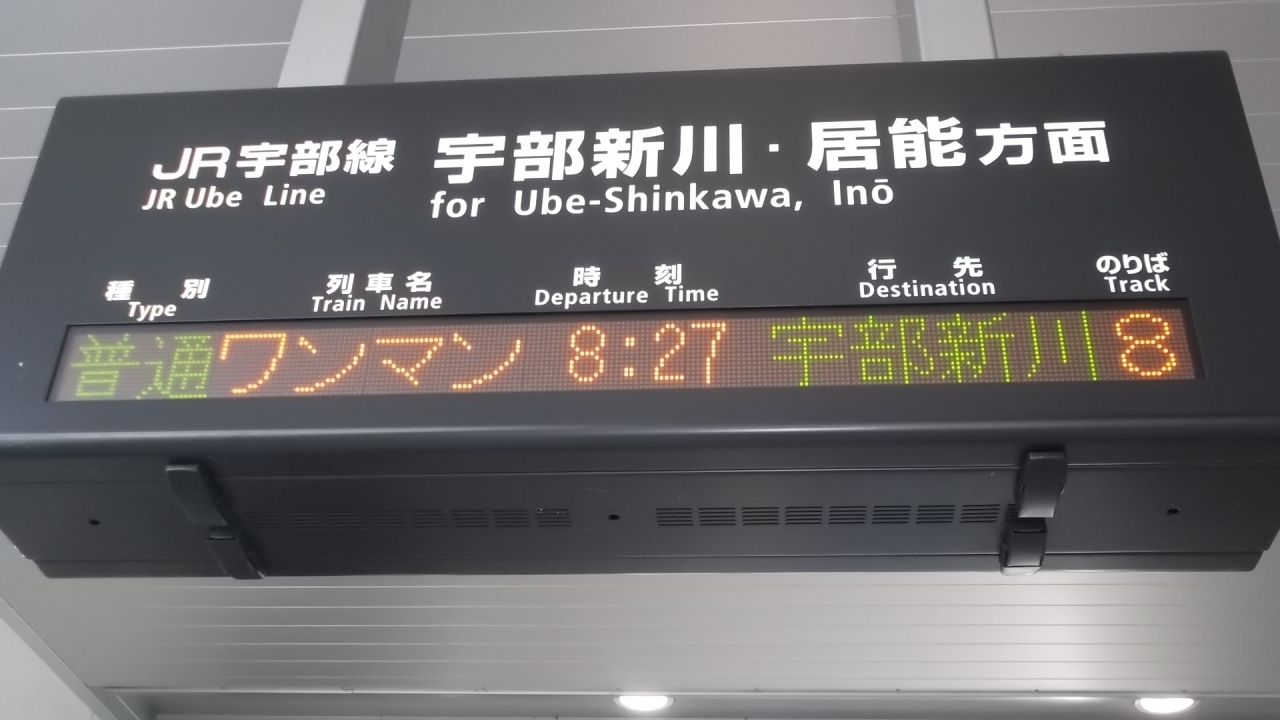 JR宇部線 宇部新川・居能方面
JR Ube Line for Ube-Shinkawa, Inō
種別 列車名 時刻 行先 のりば
Type Train Name Departure Time Destination Track
普通 ワンマン 8:27 宇部新川 8